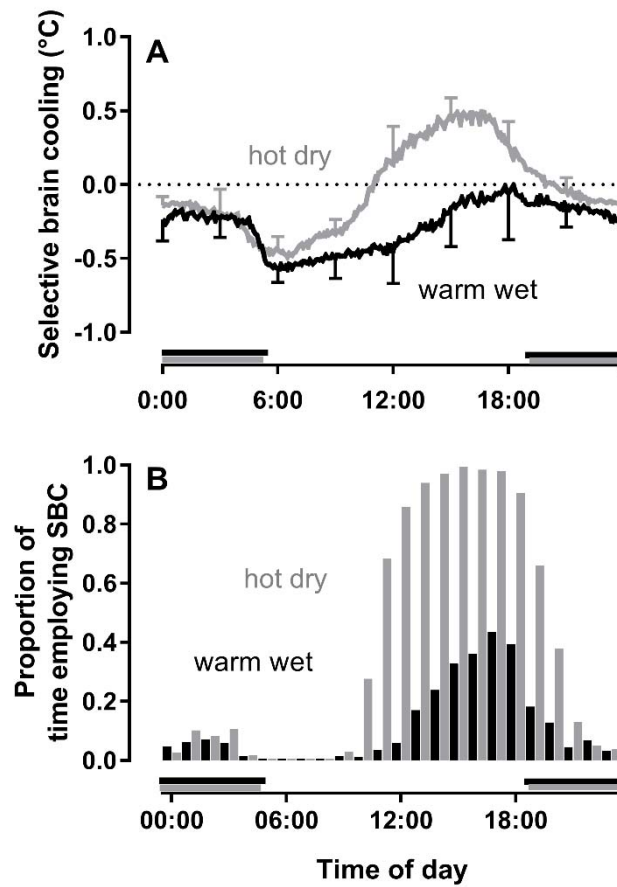 A
Selective brain cooling (°C)
1.0
0.5
0.0
-0.5
-1.0
hot dry
warm wet
0:00 6:00 12:00 18:00
B
Proportion of
time employing SBC
1.0
0.8
0.6
0.4
0.2
0.0
hot dry
warm wet
00:00 06:00 12:00 18:00
Time of day